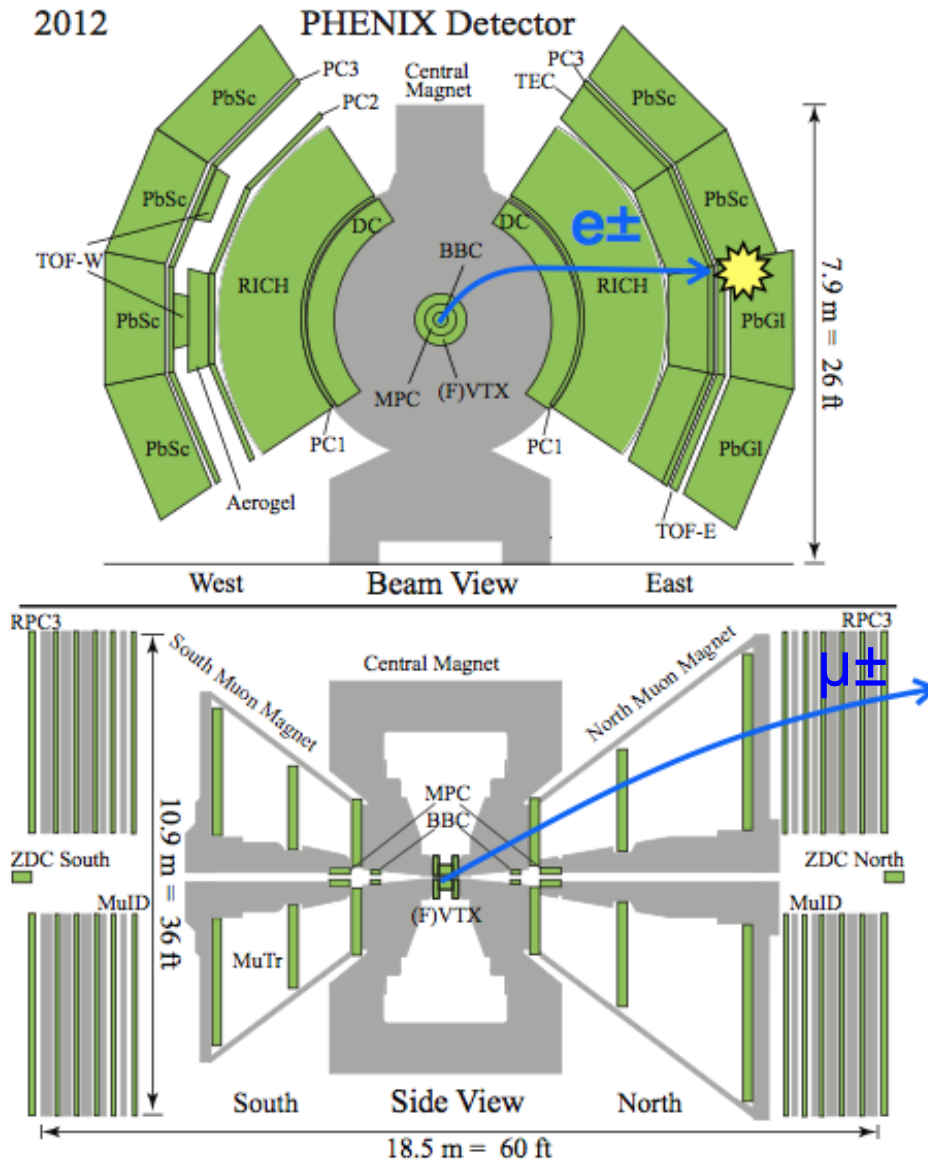 2012 PHENIX Detector
Central
Magnet
PC3
PC2
PbSc
PbSc
PbSc
PbSc
TOF-W
RICH
DC
BBC
MPC
(F)VTX
PC1
Aerogel
PC3
TEC
PbSc
PbSc
DC
e±
RICH
PbGl
PbGl
PC1
TOF-E
7.9 m = 26 ft
West Beam View East
RPC3
RPC3
South Muon Magnet
Central Magnet
North Muon Magnet
μ±
MPC
BBC
ZDC South
ZDC North
MuID
MuID
(F)VTX
10.9 m = 36 ft
MuTr
South Side View North
18.5 m = 60 ft